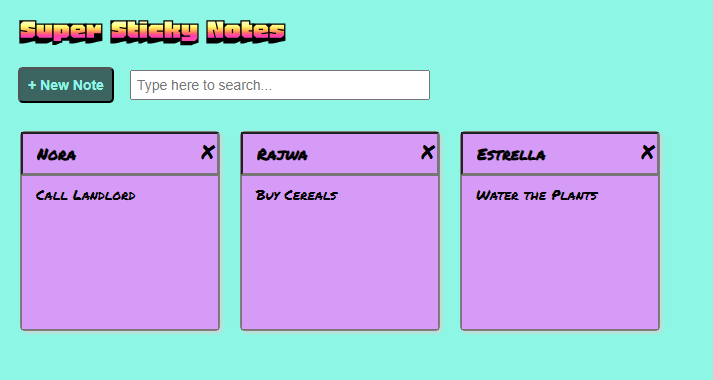 Super Sticky Notes
+ New Note
Type here to search...
Nora x
Rajwa x
Estrella x
Call Landlord
Buy Cereals
Water the Plants